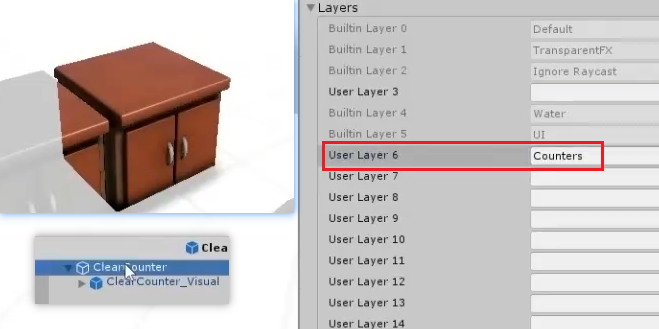 Layers
Builtin Layer 0 Default
Builtin Layer 1 TransparentFX
Builtin Layer 2 Ignore Raycast
User Layer 3
Builtin Layer 4 Water
Builtin Layer 5 UI
User Layer 6 Counters
User Layer 7
User Layer 8
User Layer 9
User Layer 10
User Layer 11
User Layer 12
User Layer 13
User Layer 14
Clea
ClearCounter
ClearCounter_Visual